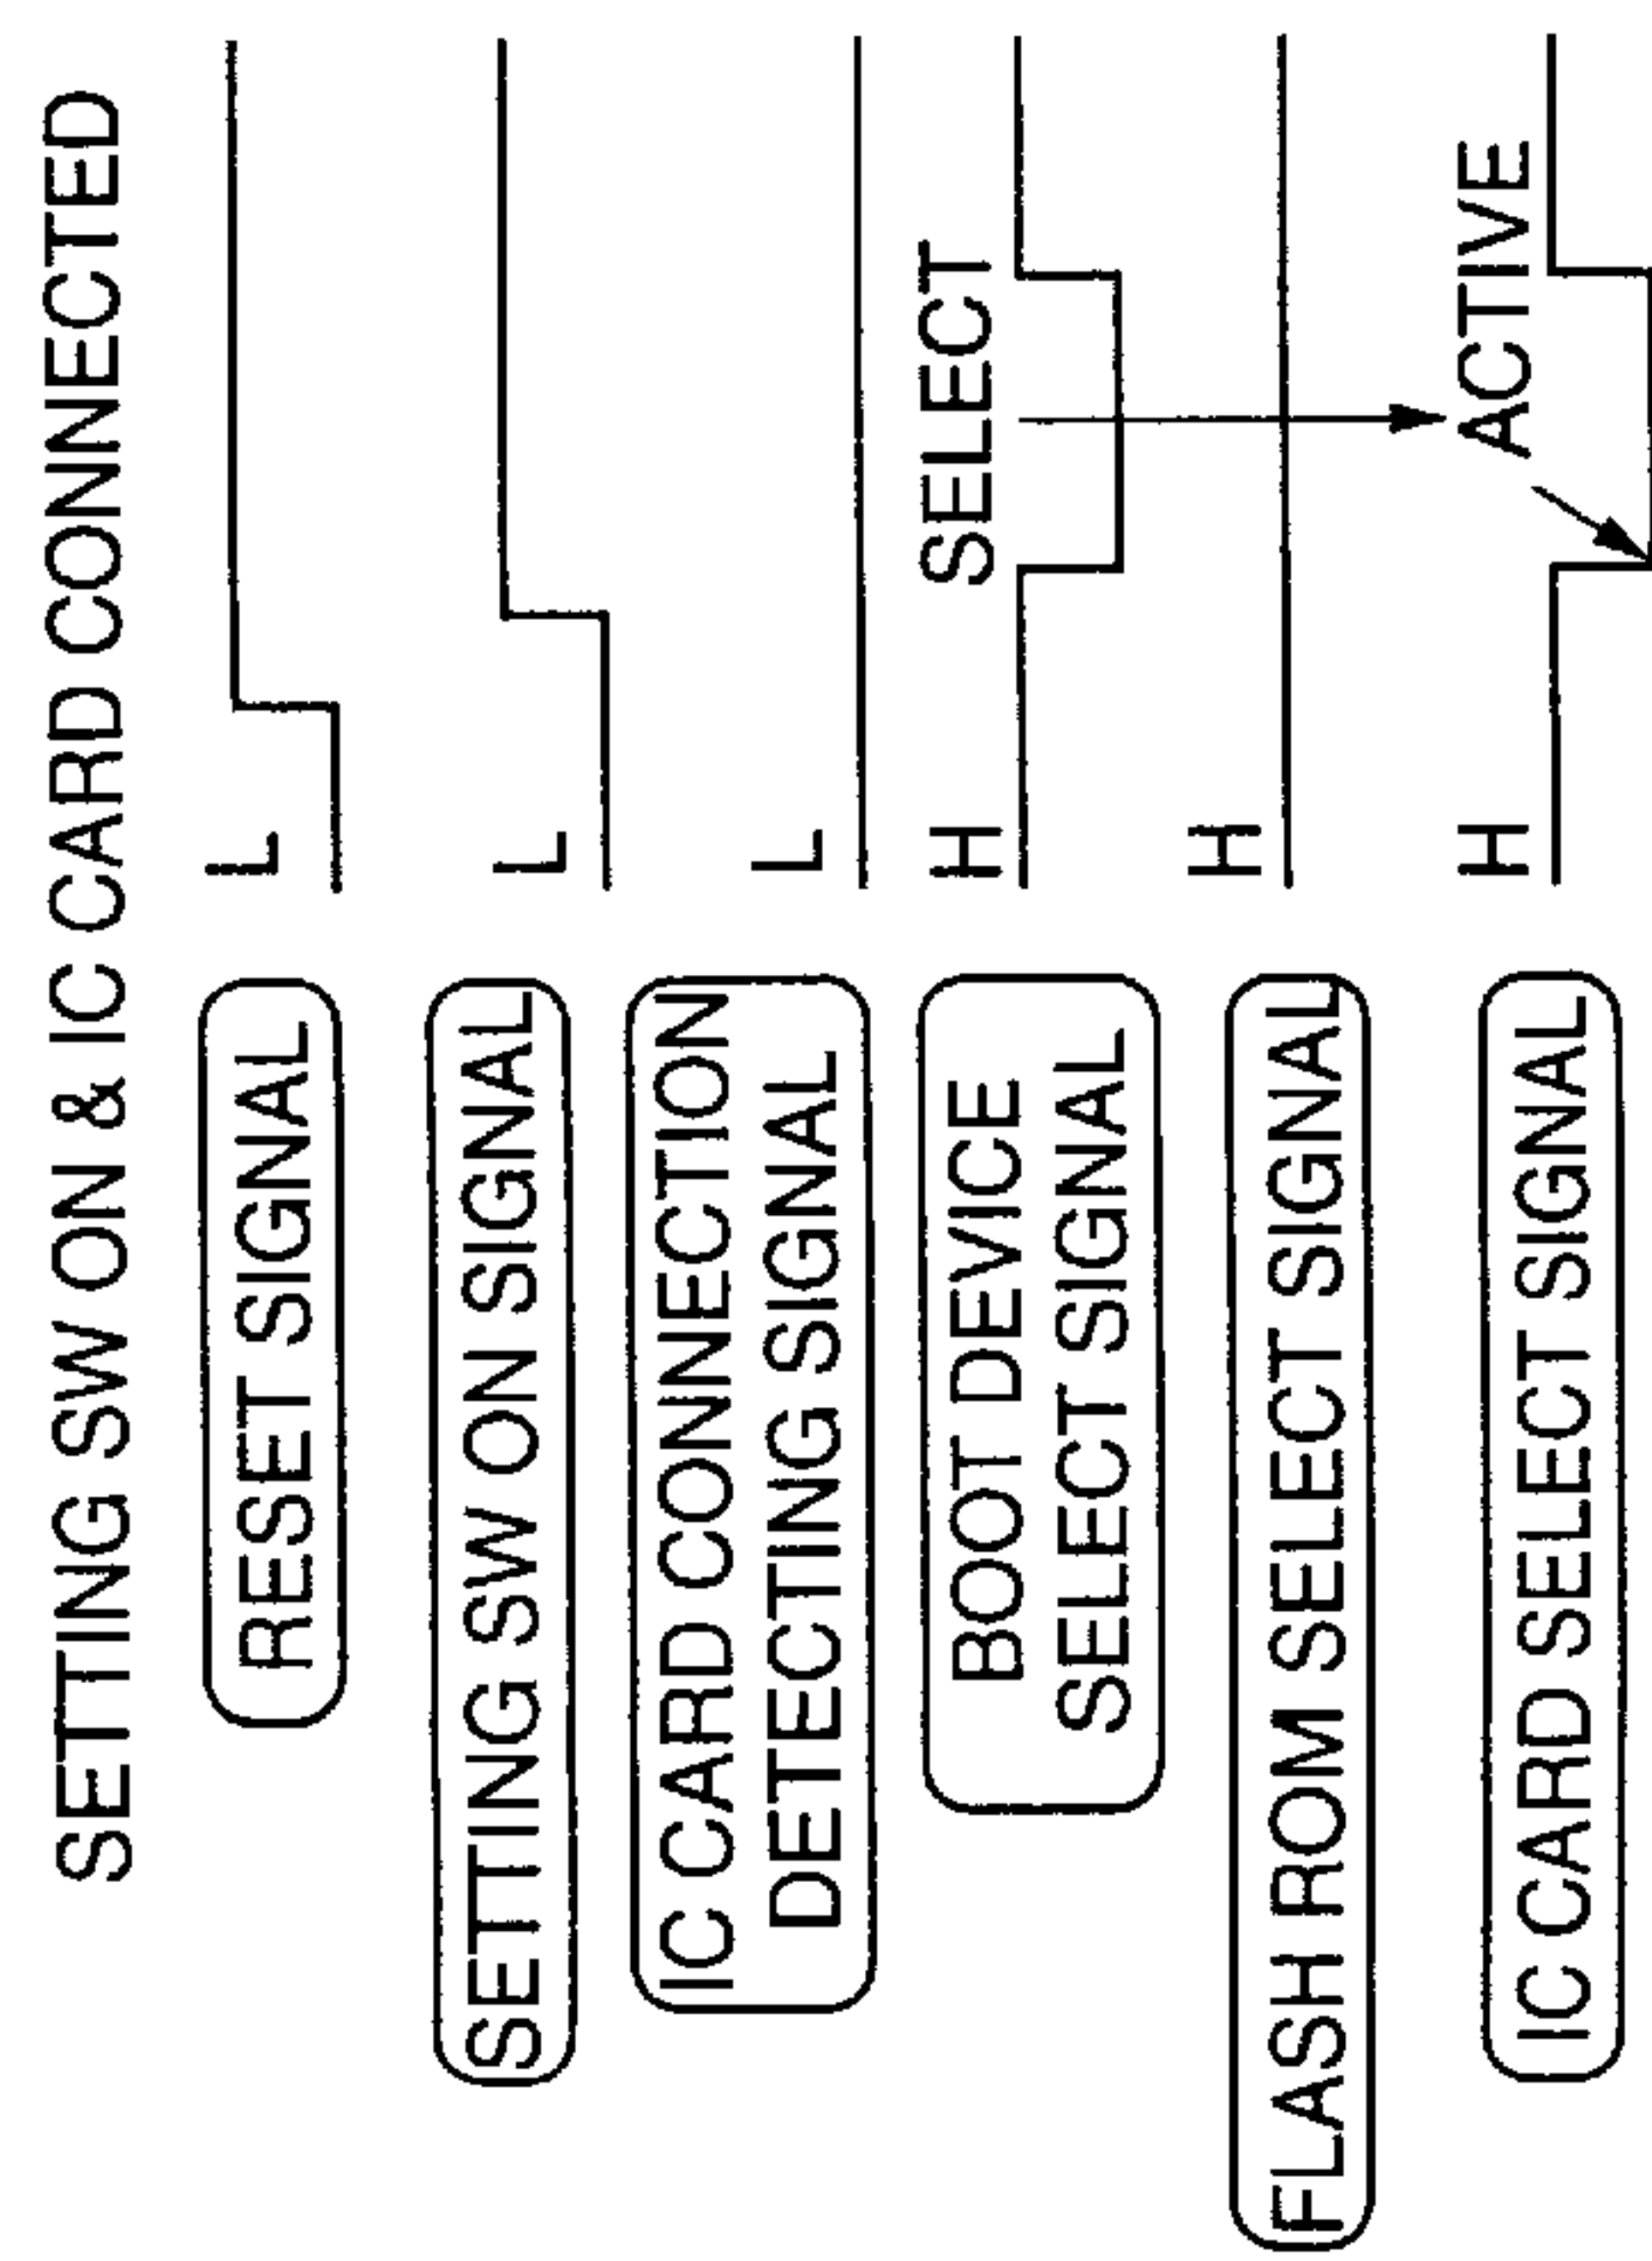 SETTING SW ON & IC CARD CONNECTED
RESET SIGNAL
L
SETTING SW ON SIGNAL
L
IC CARD CONNECTION
DETECTING SIGNAL
L
BOOT DEVICE
SELECT SIGNAL
H
SELECT
FLASH ROM SELECT SIGNAL
H
IC CARD SELECT SIGNAL
H
ACTIVE